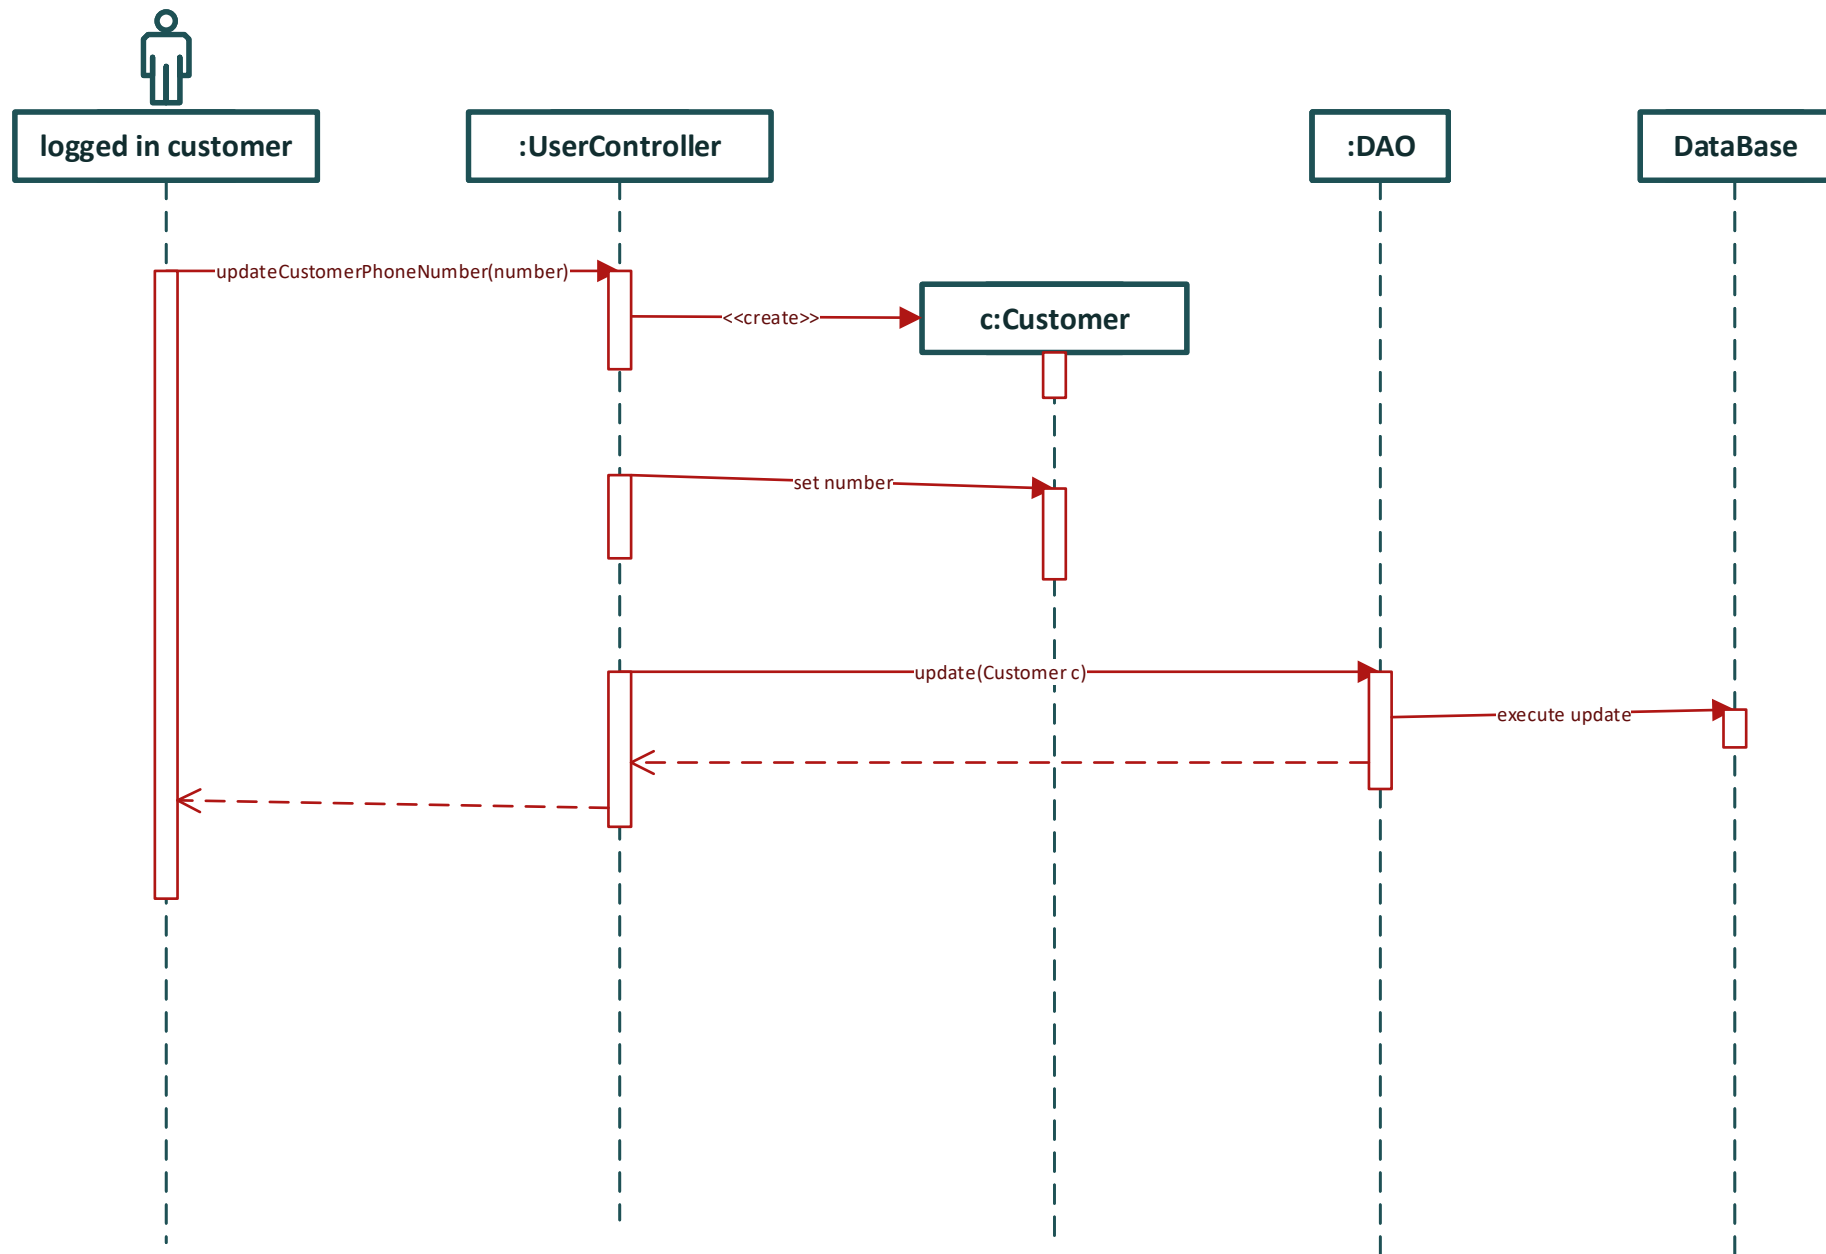 logged in customer
:UserController
:DAO
DataBase
updateCustomerPhoneNumber(number)
<<create>>
c:Customer
set number
update(Customer c)
execute update